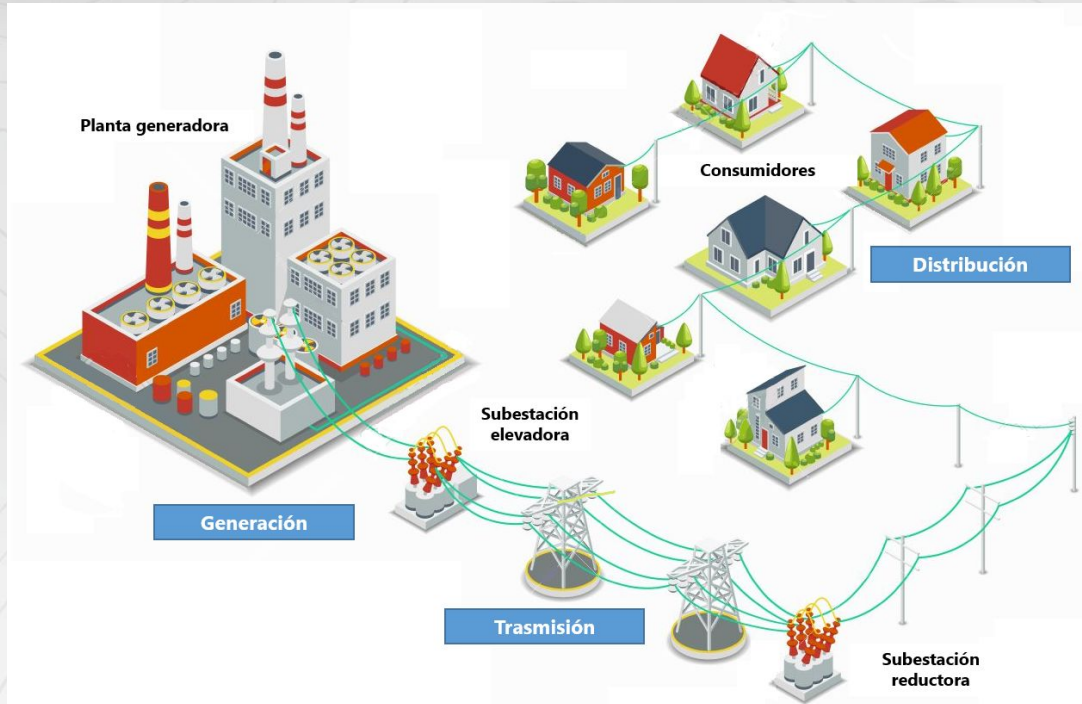 Planta generadora
Consumidores
Distribución
Subestación
elevadora
Generación
Trasmisión
Subestación
reductora